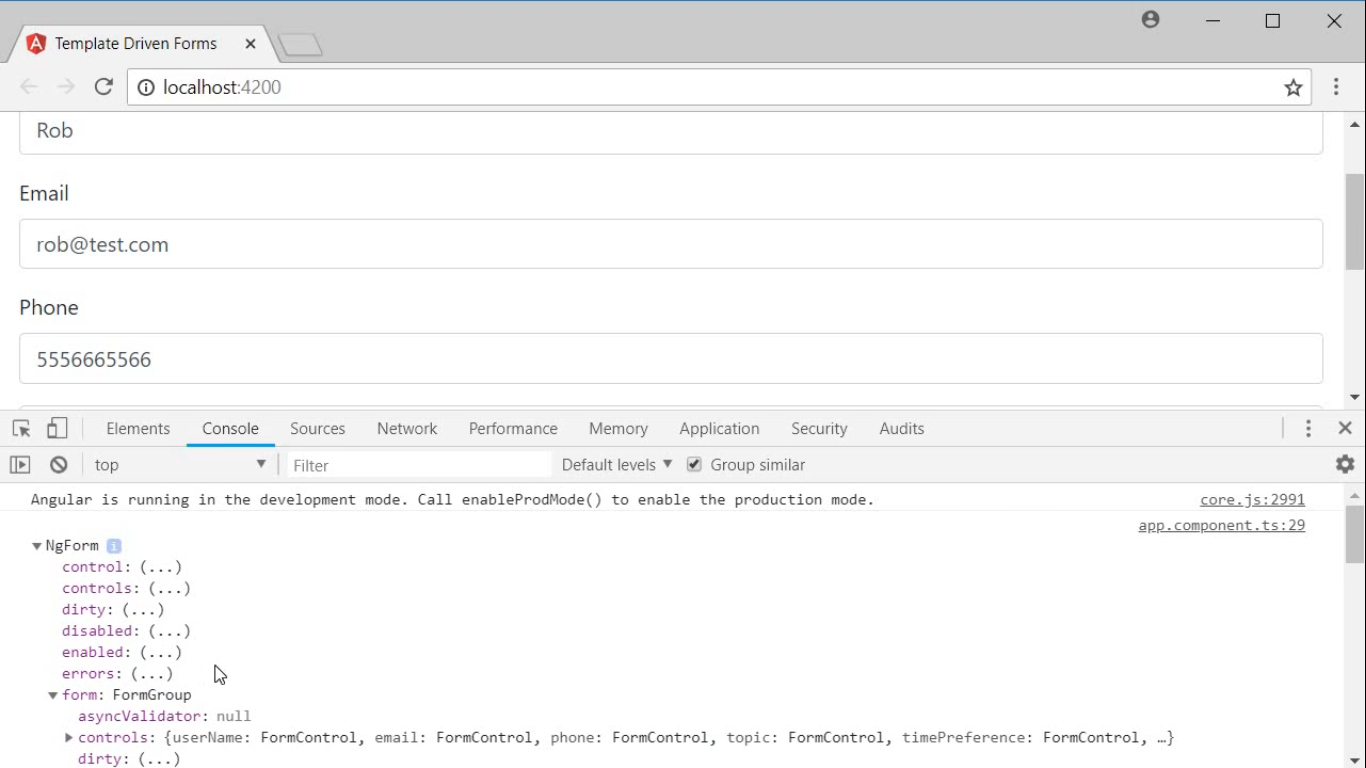 Template Driven Forms
localhost:4200
Rob
Email
rob@test.com
Phone
5556665566
Elements Console Sources Network Performance Memory Application Security Audits
top Filter Default levels Group similar
Angular is running in the development mode. Call enableProdMode() to enable the production mode. core.js:2991
app.component.ts:29
NgForm i
control: (...)
controls: (...)
dirty: (...)
disabled: (...)
enabled: (...)
errors: (...)
form: FormGroup
asyncValidator: null
controls: {userName: FormControl, email: FormControl, phone: FormControl, topic: FormControl, timePreference: FormControl, …}
dirty: (...)